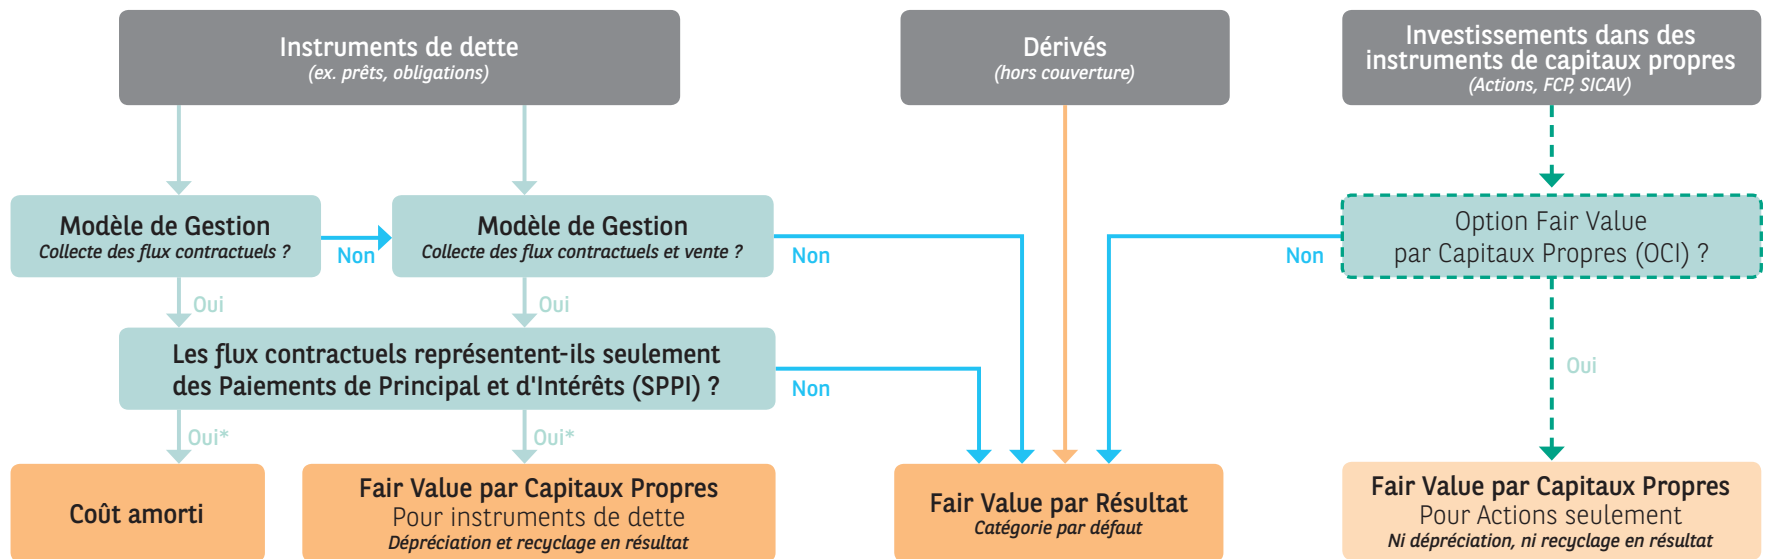 Instruments de dette
(ex. prêts, obligations)
Dérivés
(hors couverture)
Investissements dans des
instruments de capitaux propres
(Actions, FCP, SICAV)
Modèle de Gestion
Collecte des flux contractuels ?
Non
Modèle de Gestion
Collecte des flux contractuels et vente ?
Non
Non
Option Fair Value
par Capitaux Propres (OCI) ?
Oui
Oui
Les flux contractuels représentent-ils seulement
des Paiements de Principal et d'Intérêts (SPPI) ?
Non
Oui
Oui*
Oui*
Coût amorti
Fair Value par Capitaux Propres
Pour instruments de dette
Dépréciation et recyclage en résultat
Fair Value par Résultat
Catégorie par défaut
Fair Value par Capitaux Propres
Pour Actions seulement
Ni dépréciation, ni recyclage en résultat